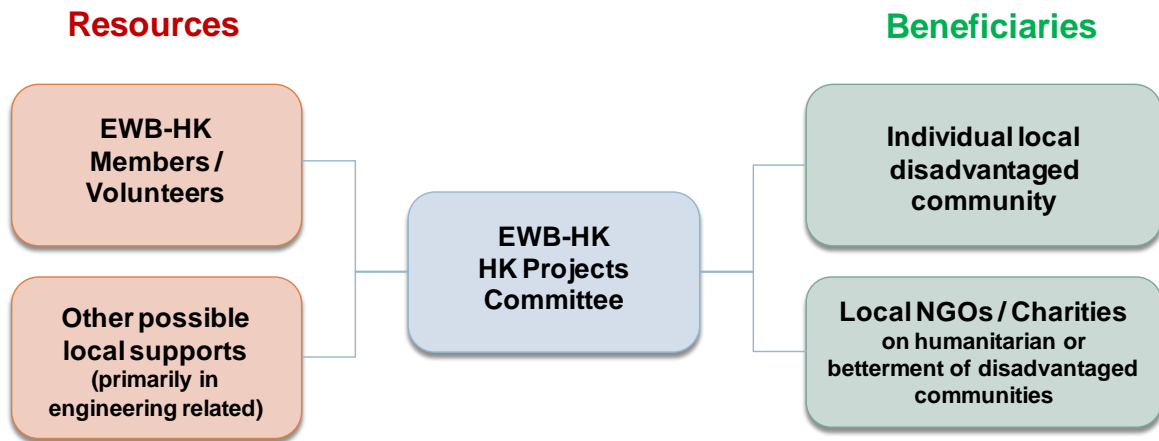 Resources
Beneficiaries
EWB-HK
Members /
Volunteers
Other possible
local supports
(primarily in
engineering related)
EWB-HK
HK Projects
Committee
Individual local
disadvantaged
community
Local NGOs / Charities
on humanitarian or
betterment of disadvantaged
communities